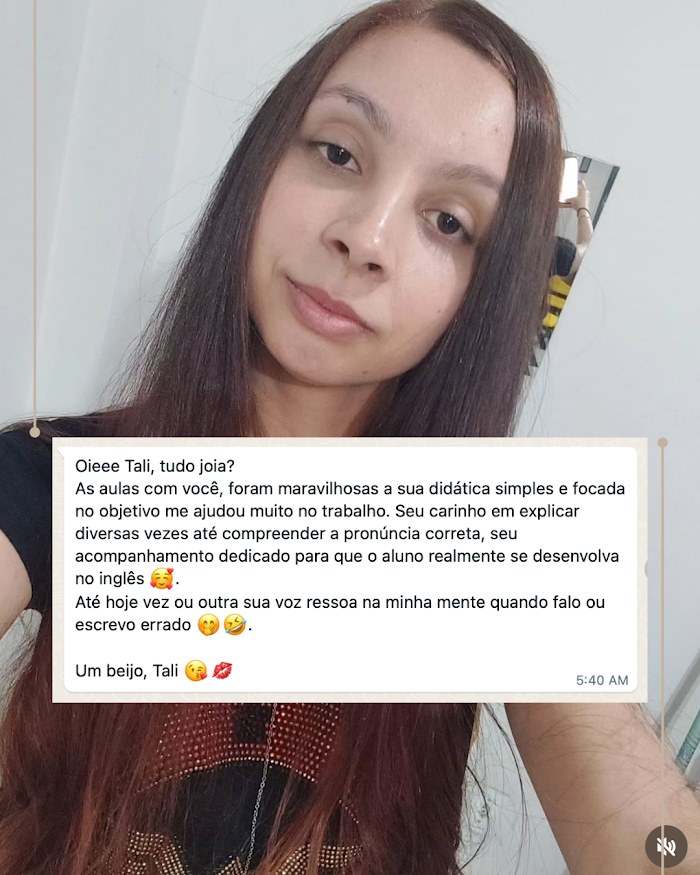 Oieee Tali, tudo joia?
As aulas com você, foram maravilhosas a sua didática simples e focada
no objetivo me ajudou muito no trabalho. Seu carinho em explicar
diversas vezes até compreender a pronúncia correta, seu
acompanhamento dedicado para que o aluno realmente se desenvolva
no inglês 🥰.
Até hoje vez ou outra sua voz ressoa na minha mente quando falo ou
escrevo errado 🤭🤣.
Um beijo, Tali 😘💋
5:40 AM